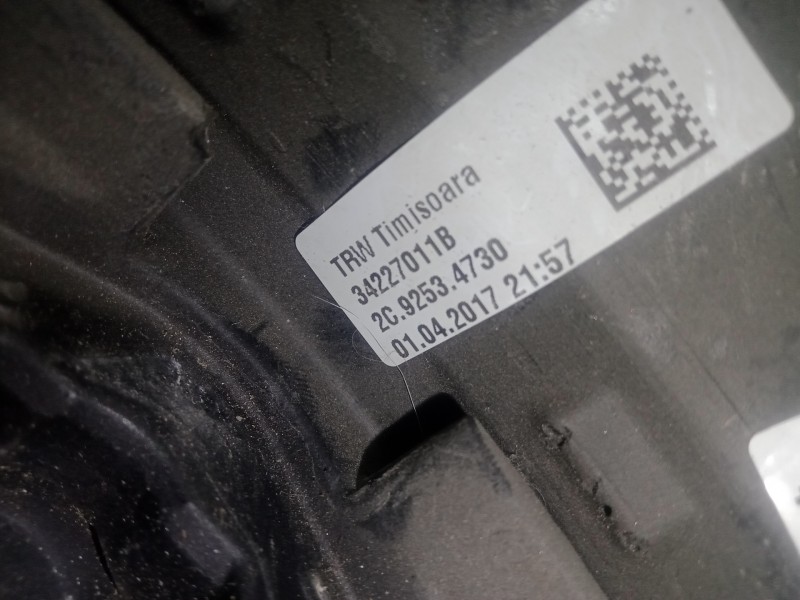 TRW Timisoara
34227011B
2C.9253.4730
01.04.2017 21:57